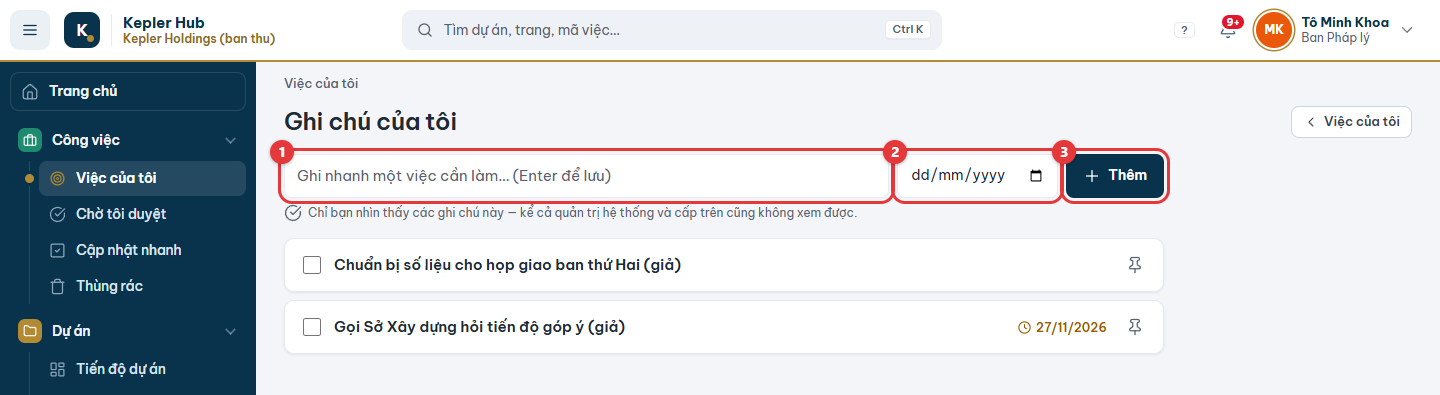 K
Kepler Hub
Kepler Holdings (ban thu)
Tìm dự án, trang, mã việc...
Ctrl K
?
9+
MK
Tô Minh Khoa
Ban Pháp lý
Trang chủ
Công việc
Việc của tôi
Chờ tôi duyệt
Cập nhật nhanh
Thùng rác
Dự án
Tiến độ dự án
Việc của tôi
Ghi chú của tôi
Việc của tôi
1
2
3
Ghi nhanh một việc cần làm... (Enter để lưu)
dd/mm/yyyy
Thêm
Chỉ bạn nhìn thấy các ghi chú này — kể cả quản trị hệ thống và cấp trên cũng không xem được.
Chuẩn bị số liệu cho họp giao ban thứ Hai (giả)
Gọi Sở Xây dựng hỏi tiến độ góp ý (giả)
27/11/2026